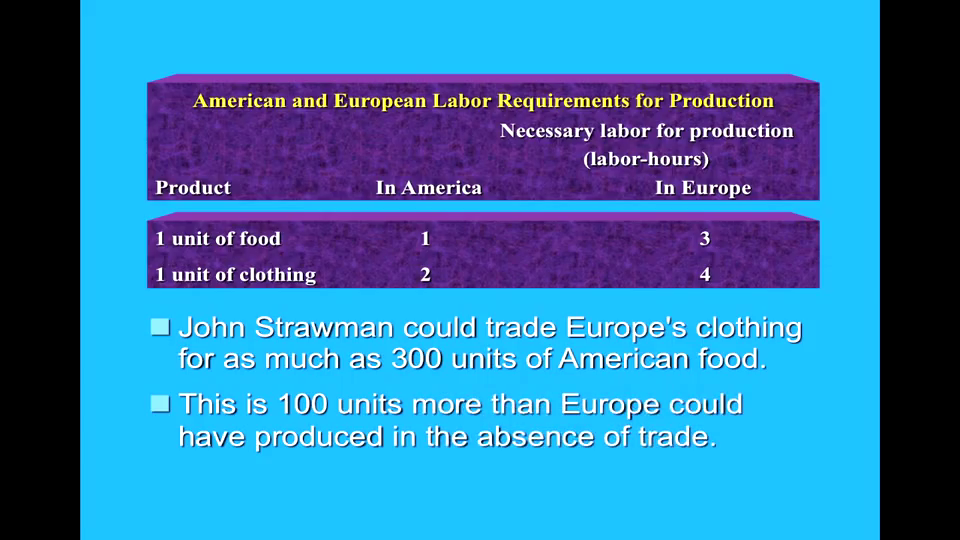 American and European Labor Requirements for Production
Necessary labor for production
(labor-hours)
Product In America In Europe
1 unit of food 1 3
1 unit of clothing 2 4
John Strawman could trade Europe's clothing
for as much as 300 units of American food.
This is 100 units more than Europe could
have produced in the absence of trade.